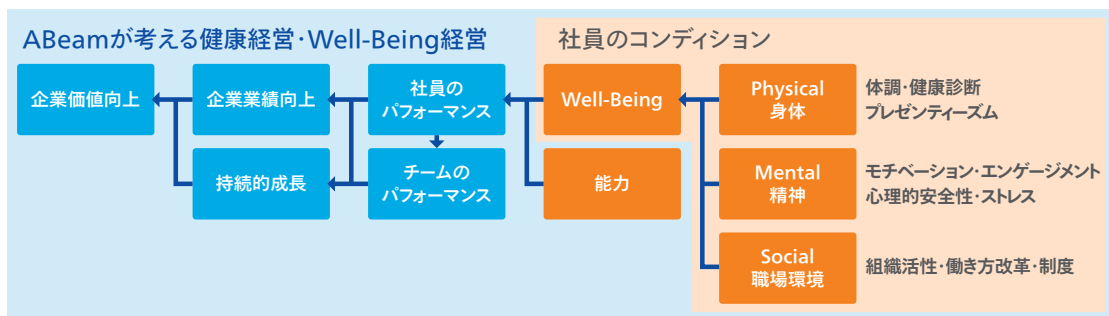 ABeamが考える健康経営・Well-Being経営
社員のコンディション
企業価値向上
企業業績向上
社員の
パフォーマンス
Well-Being
Physical
身体
体調・健康診断
プレゼンティーズム
持続的成長
チームの
パフォーマンス
能力
Mental
精神
モチベーション・エンゲージメント
心理的安全性・ストレス
Social
職場環境
組織活性・働き方改革・制度